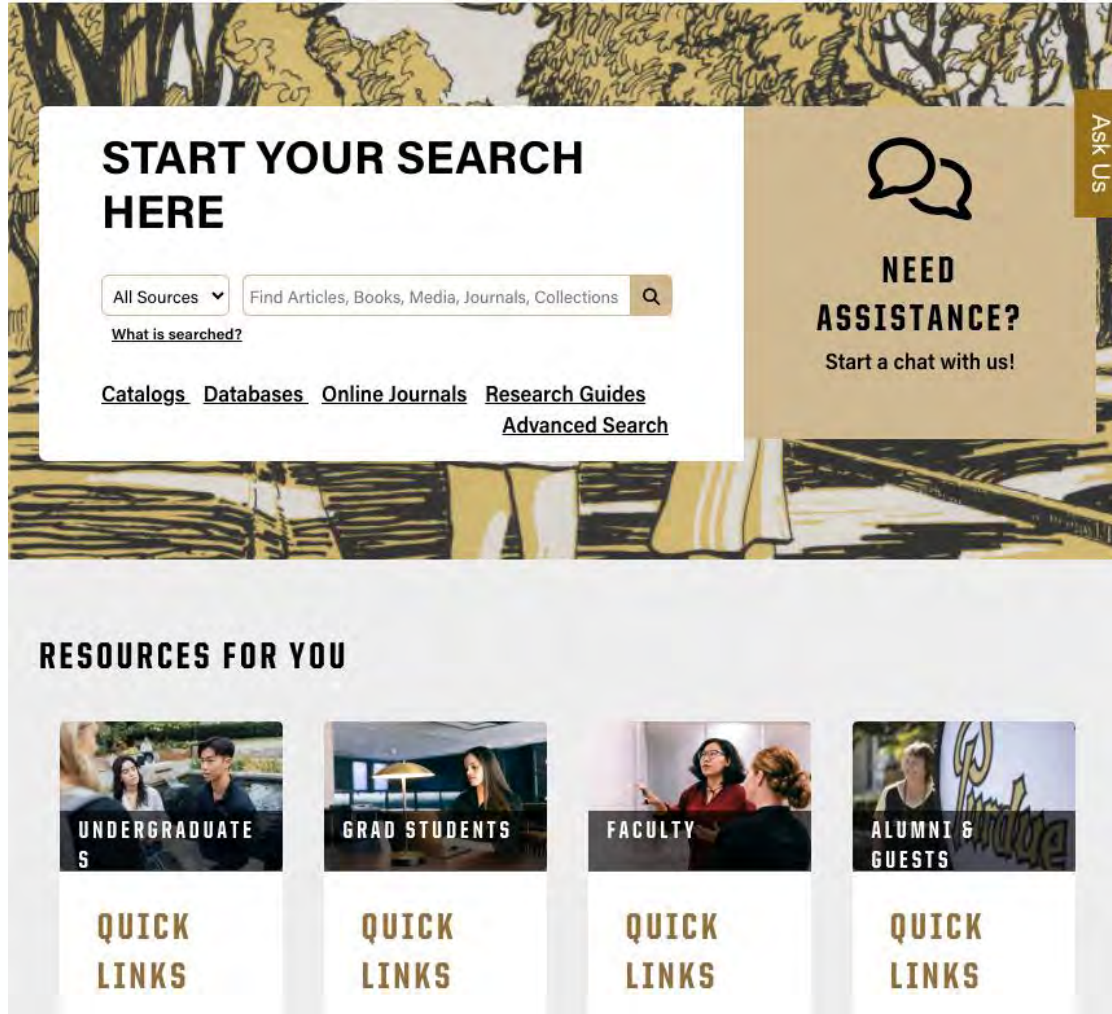 START YOUR SEARCH
HERE
All Sources
Find Articles, Books, Media, Journals, Collections
What is searched?
Catalogs Databases Online Journals Research Guides
Advanced Search
Ask Us
NEED
ASSISTANCE?
Start a chat with us!
RESOURCES FOR YOU
UNDERGRADUATE
S
QUICK
LINKS
GRAD STUDENTS
QUICK
LINKS
FACULTY
QUICK
LINKS
Purdue
ALUMNI &
GUESTS
QUICK
LINKS